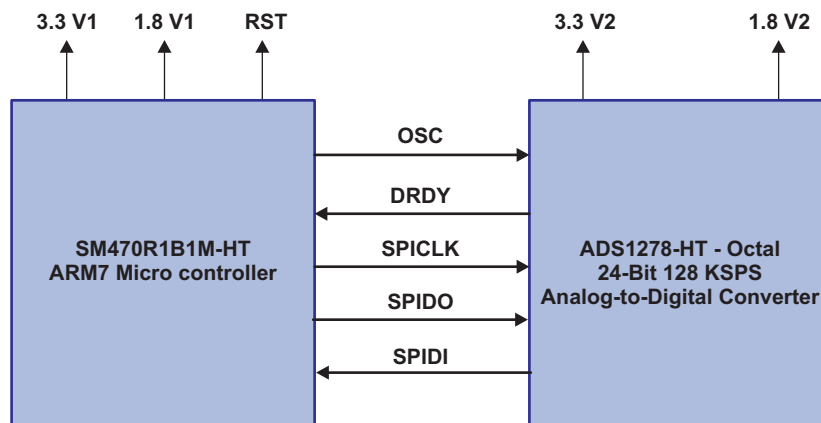 3.3 V1 1.8 V1 RST 3.3 V2 1.8 V2
OSC
DRDY
SM470R1B1M-HT
ARM7 Micro controller
SPICLK
SPIDO
SPIDI
ADS1278-HT - Octal
24-Bit 128 KSPS
Analog-to-Digital Converter